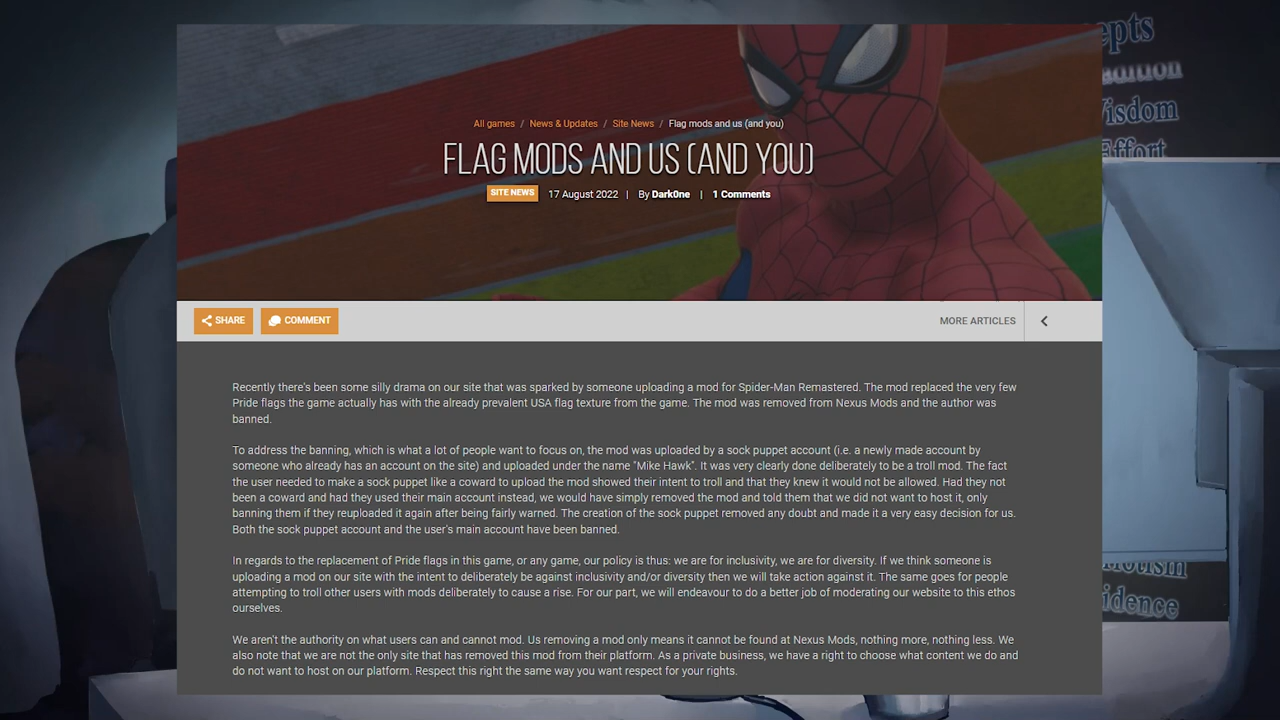 All games / News & Updates / Site News / Flag mods and us (and you)
FLAG MODS AND US (AND YOU)
SITE NEWS 17 August 2022 | By Dark0ne | 1 Comments
SHARE COMMENT MORE ARTICLES
Recently there's been some silly drama on our site that was sparked by someone uploading a mod for Spider-Man Remastered. The mod replaced the very few
Pride flags the game actually has with the already prevalent USA flag texture from the game. The mod was removed from Nexus Mods and the author was
banned.
To address the banning, which is what a lot of people want to focus on, the mod was uploaded by a sock puppet account (i.e. a newly made account by
someone who already has an account on the site) and uploaded under the name "Mike Hawk". It was very clearly done deliberately to be a troll mod. The fact
the user needed to make a sock puppet like a coward to upload the mod showed their intent to troll and that they knew it would not be allowed. Had they not
been a coward and had they used their main account instead, we would have simply removed the mod and told them that we did not want to host it, only
banning them if they reuploaded it again after being fairly warned. The creation of the sock puppet removed any doubt and made it a very easy decision for us.
Both the sock puppet account and the user's main account have been banned.
In regards to the replacement of Pride flags in this game, or any game, our policy is thus: we are for inclusivity, we are for diversity. If we think someone is
uploading a mod on our site with the intent to deliberately be against inclusivity and/or diversity then we will take action against it. The same goes for people
attempting to troll other users with mods deliberately to cause a rise. For our part, we will endeavour to do a better job of moderating our website to this ethos
ourselves.
We aren't the authority on what users can and cannot mod. Us removing a mod only means it cannot be found at Nexus Mods, nothing more, nothing less. We
also note that we are not the only site that has removed this mod from their platform. As a private business, we have a right to choose what content we do and
do not want to host on our platform. Respect this right the same way you want respect for your rights.
epts
isdom
Effort
idence